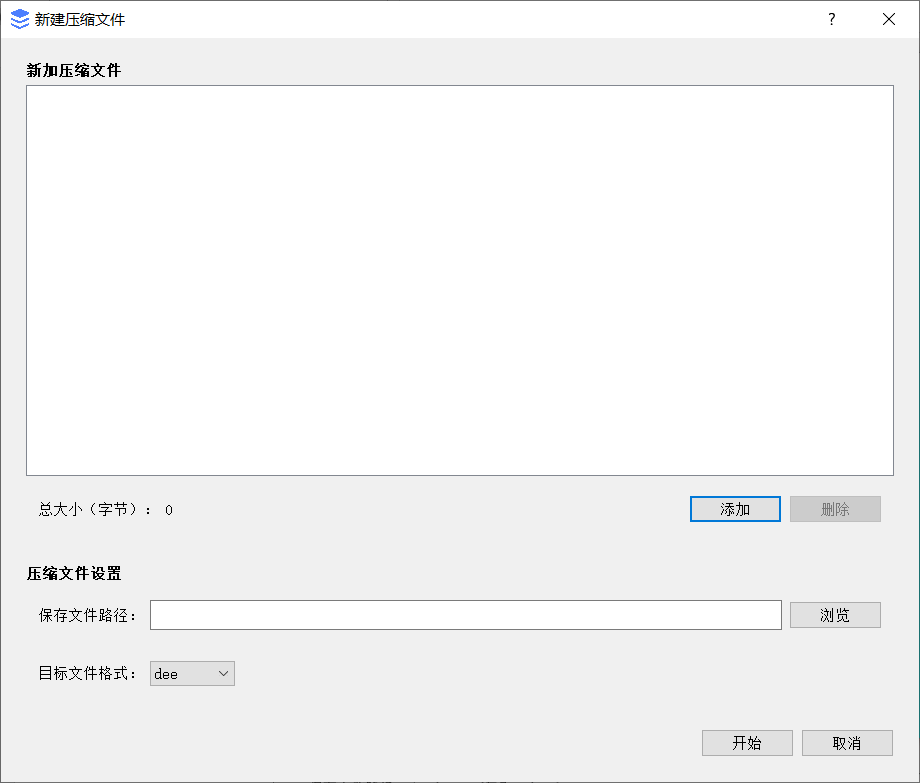 新建压缩文件
?
新加压缩文件
总大小（字节）： 0
添加
删除
压缩文件设置
保存文件路径：
浏览
目标文件格式：
dee
开始
取消